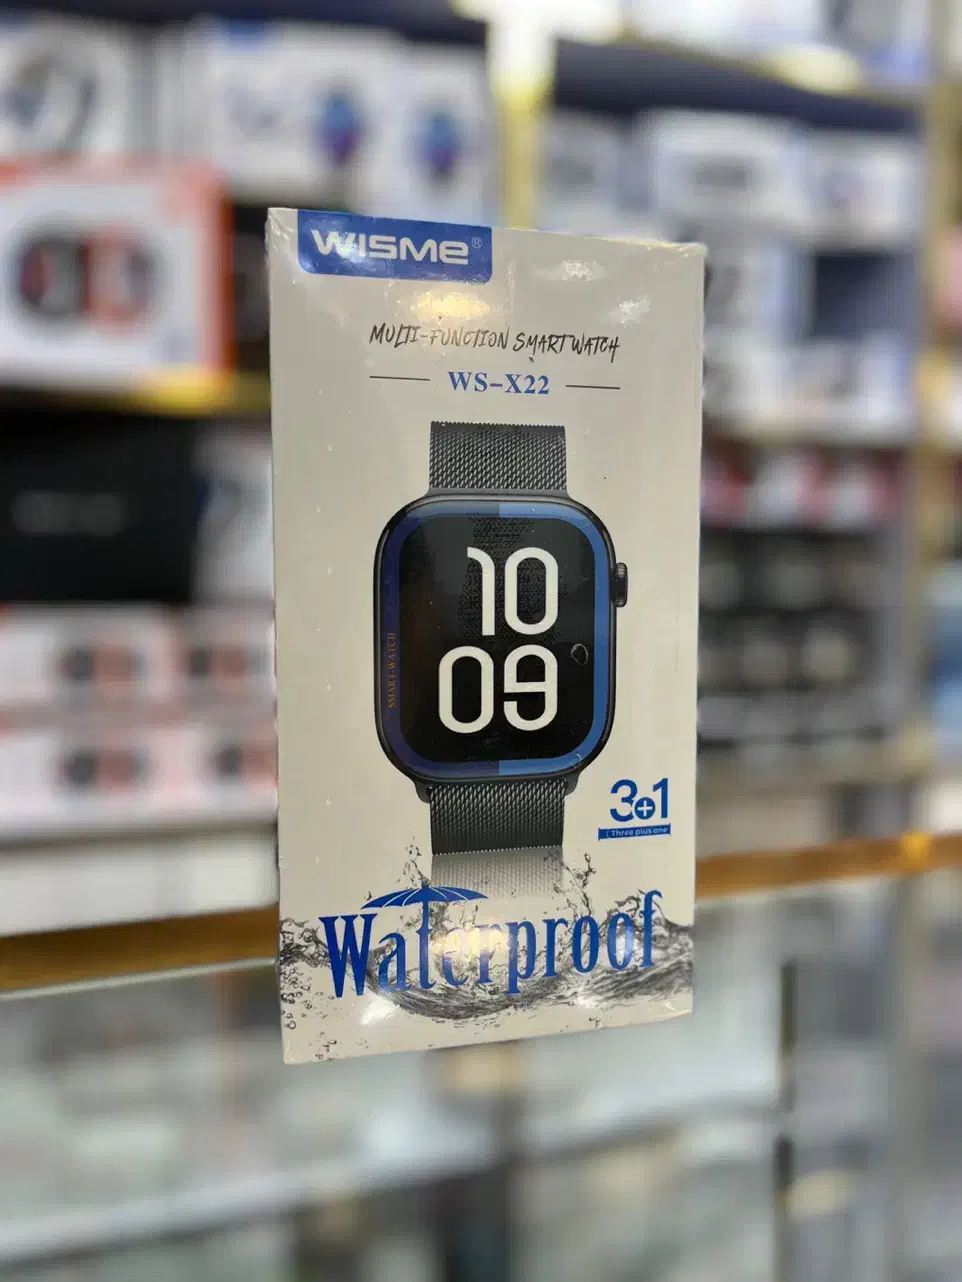 WISMe®
MULTI-FUNCTION SMART WATCH
WS-X22
10
09
SMART-WATCH
3+1
(Three plus one
Waterproof